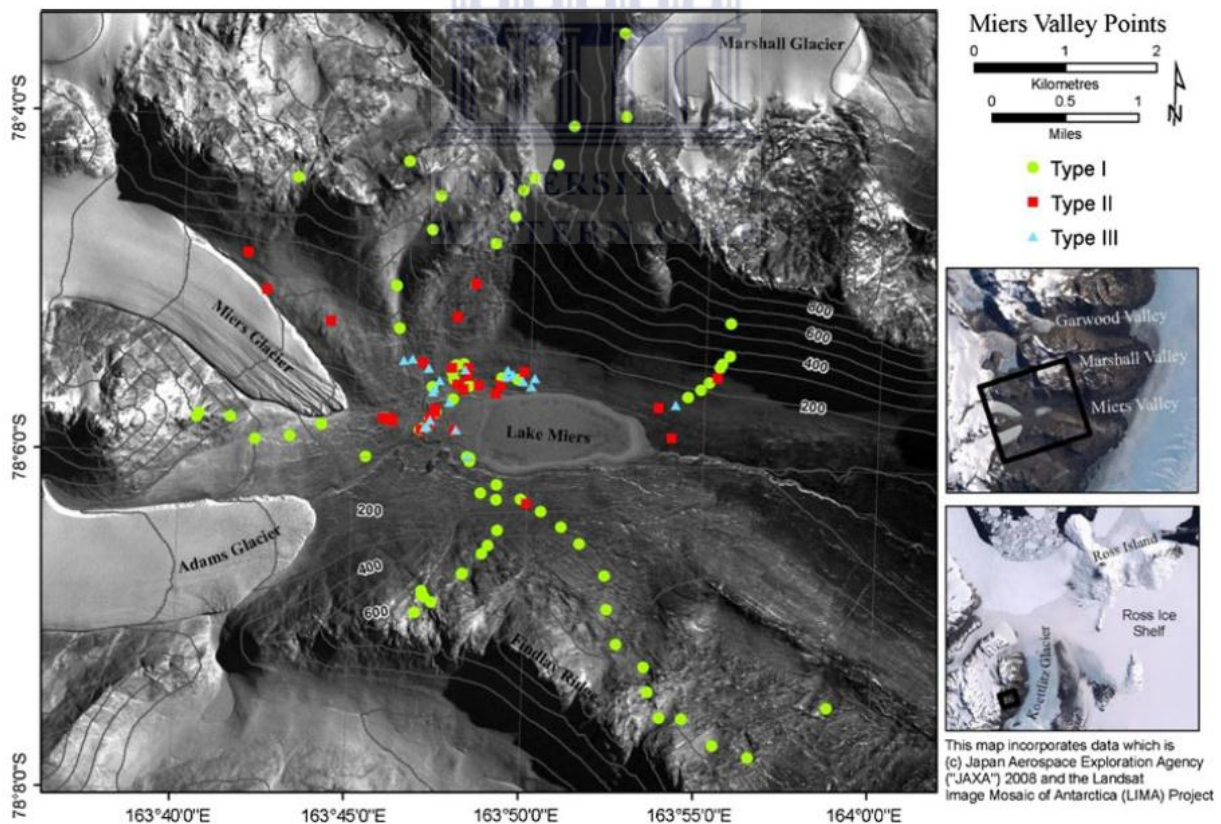 Miers Valley Points
0 1 2
Kilometres
0 0.5 1
Miles
N
Type I
Type II
Type III
Marshall Glacier
78°4'0"S
UNIVERSITY
WESTERN CA
Miers Glacier
600
600
400
200
Lake Miers
78°6'0"S
200
Adams Glacier
400
600
Findlay Ridge
78°8'0"S
163°40'0"E
163°45'0"E
163°50'0"E
163°55'0"E
164°0'0"E
Garwood Valley
Marshall Valley
Miers Valley
Ross Island
Ross Ice
Shelf
Koettlitz Glacier
This map incorporates data which is
(c) Japan Aerospace Exploration Agency
("JAXA") 2008 and the Landsat
Image Mosaic of Antarctica (LIMA) Project